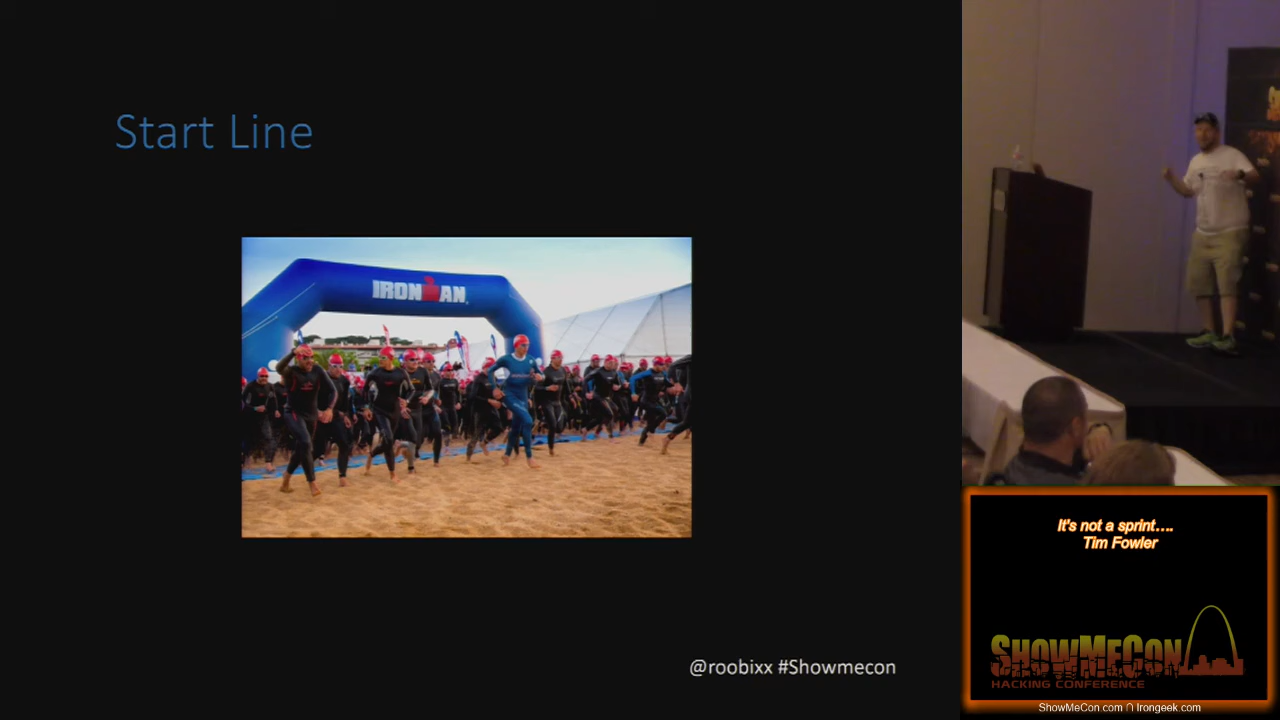 Start Line
IRONMAN
@roobixx #Showmecon
It's not a sprint....
Tim Fowler
SHOWMECON
HACKING CONFERENCE
ShowMeCon.com ∩ Irongeek.com